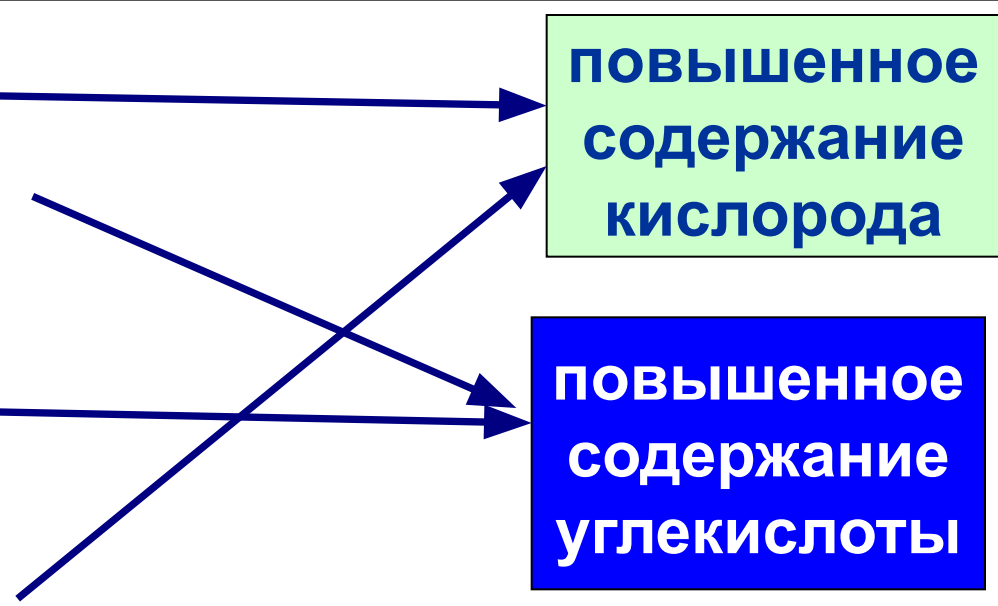 повышенное
содержание
кислорода
повышенное
содержание
углекислоты